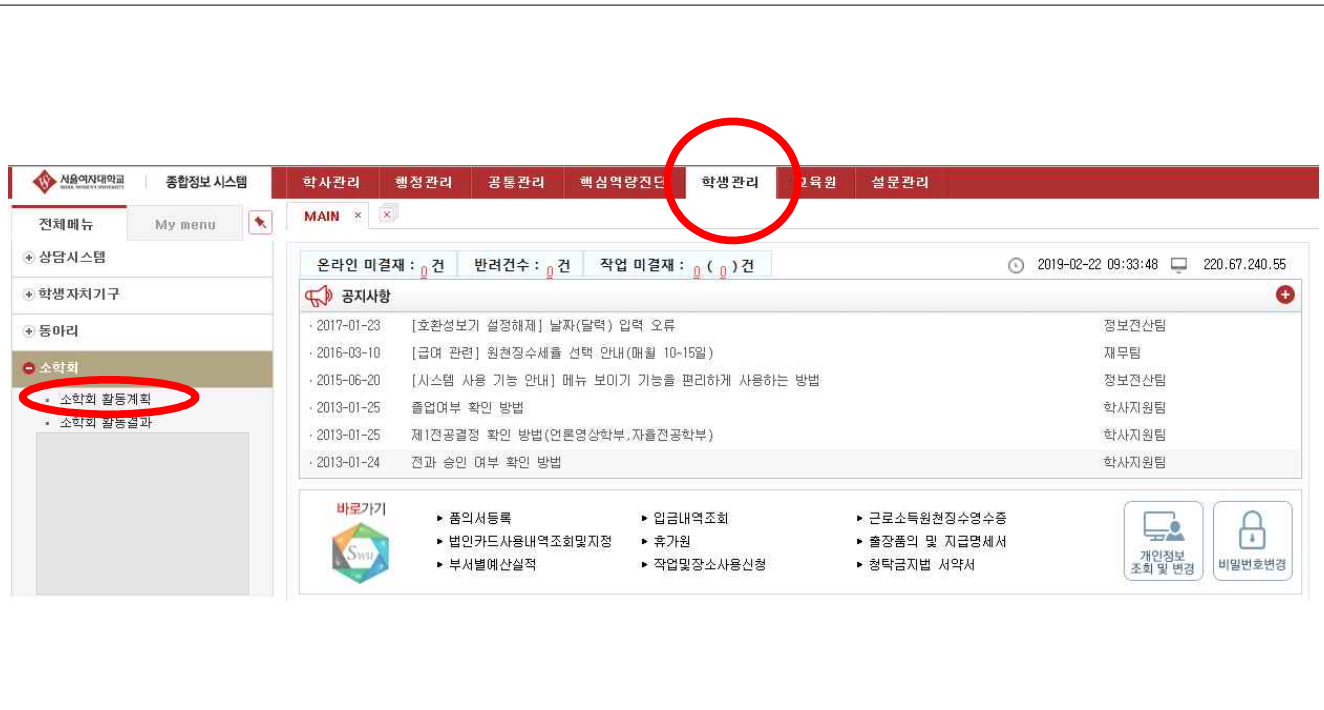 서울여자대학교 종합정보 시스템 학사관리 행정관리 공통관리 핵심역량진단 학생관리 교육원 설문관리
SEOUL WOMEN'S UNIVERSITY
전체메뉴 My menu MAIN
상담시스템
학생자치기구
동아리
소학회
소학회 활동계획
소학회 활동결과
온라인 미결재 : 0 건 반려건수 : 0 건 작업 미결재 : 0 ( 0 ) 건 2019-02-22 09:33:48 220.67.240.55
공지사항
· 2017-01-23 [호환성보기 설정해제] 날짜(달력) 입력 오류 정보전산팀
· 2016-03-10 [급여 관련] 원천징수세율 선택 안내(매월 10~15일) 재무팀
· 2015-06-20 [시스템 사용 기능 안내] 메뉴 보이기 기능을 편리하게 사용하는 방법 정보전산팀
· 2013-01-25 졸업여부 확인 방법 학사지원팀
· 2013-01-25 제1전공결정 확인 방법(언론영상학부,자율전공학부) 학사지원팀
· 2013-01-24 전과 승인 여부 확인 방법 학사지원팀
바로가기
SWU
품의서등록 입금내역조회 근로소득원천징수영수증
법인카드사용내역조회및지정 휴가원 출장품의 및 지급명세서
부서별예산실적 작업및장소사용신청 청탁금지법 서약서
개인정보
조회 및 변경
비밀번호변경